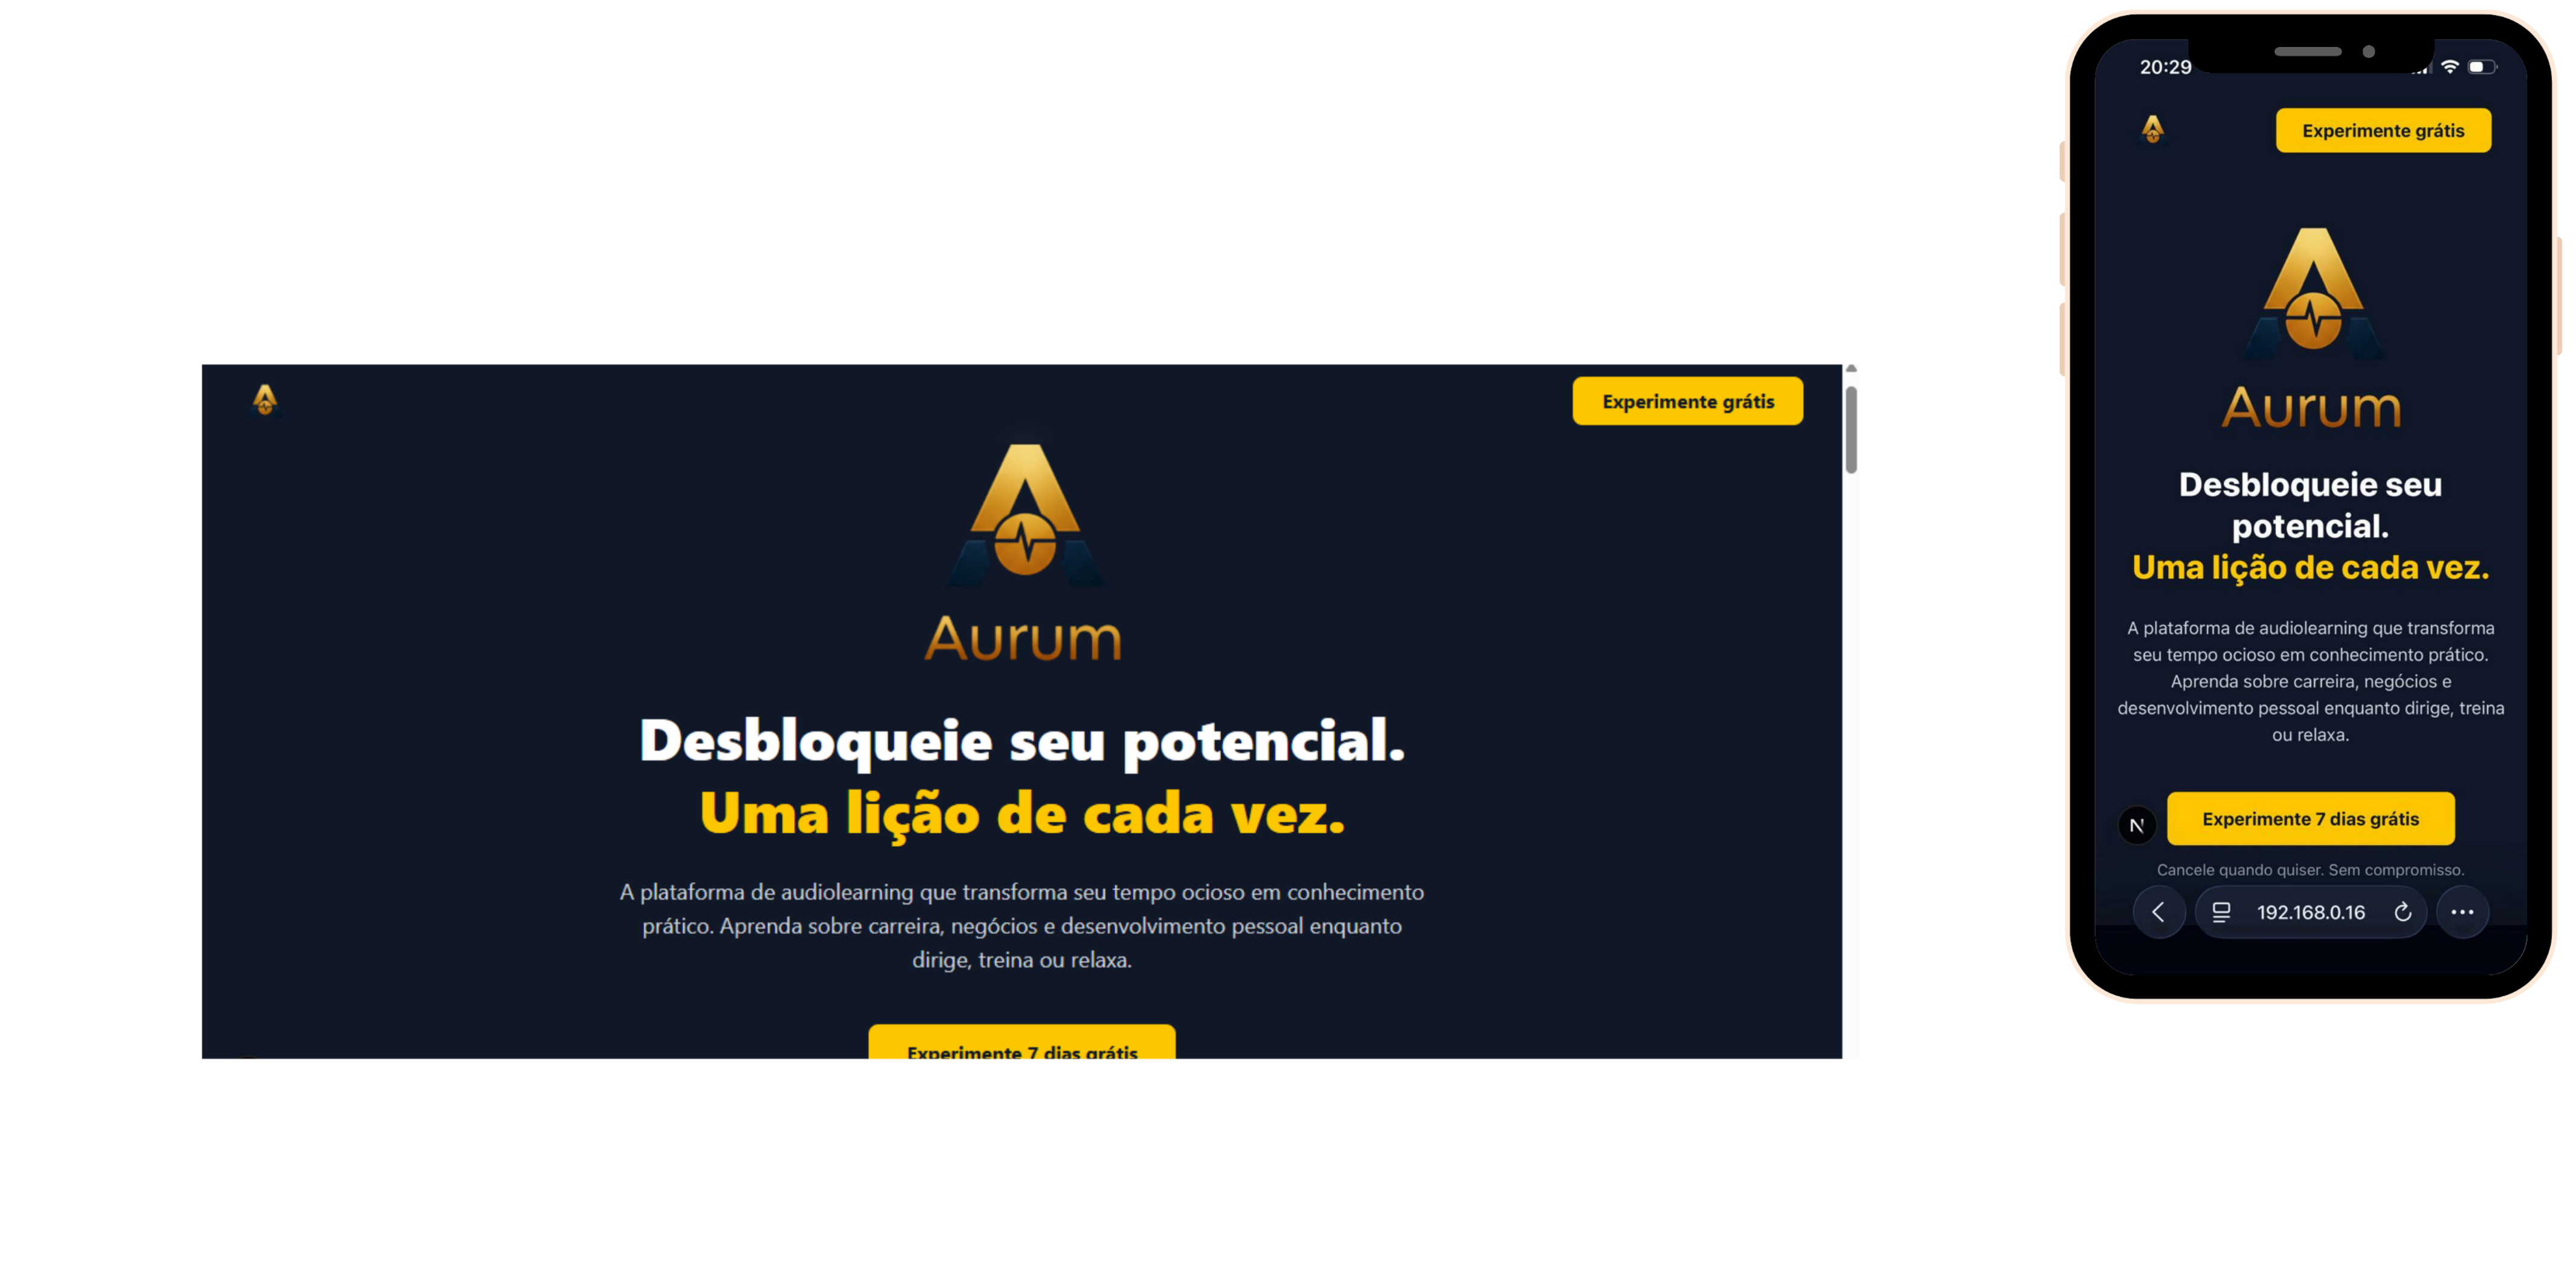 Experimente grátis
Aurum
Desbloqueie seu potencial.
Uma lição de cada vez.
A plataforma de audiolearning que transforma seu tempo ocioso em conhecimento
prático. Aprenda sobre carreira, negócios e desenvolvimento pessoal enquanto
dirige, treina ou relaxa.
Experimente 7 dias grátis
20:29
Experimente grátis
Aurum
Desbloqueie seu
potencial.
Uma lição de cada vez.
A plataforma de audiolearning que transforma
seu tempo ocioso em conhecimento prático.
Aprenda sobre carreira, negócios e
desenvolvimento pessoal enquanto dirige, treina
ou relaxa.
N
Experimente 7 dias grátis
Cancele quando quiser. Sem compromisso.
192.168.0.16